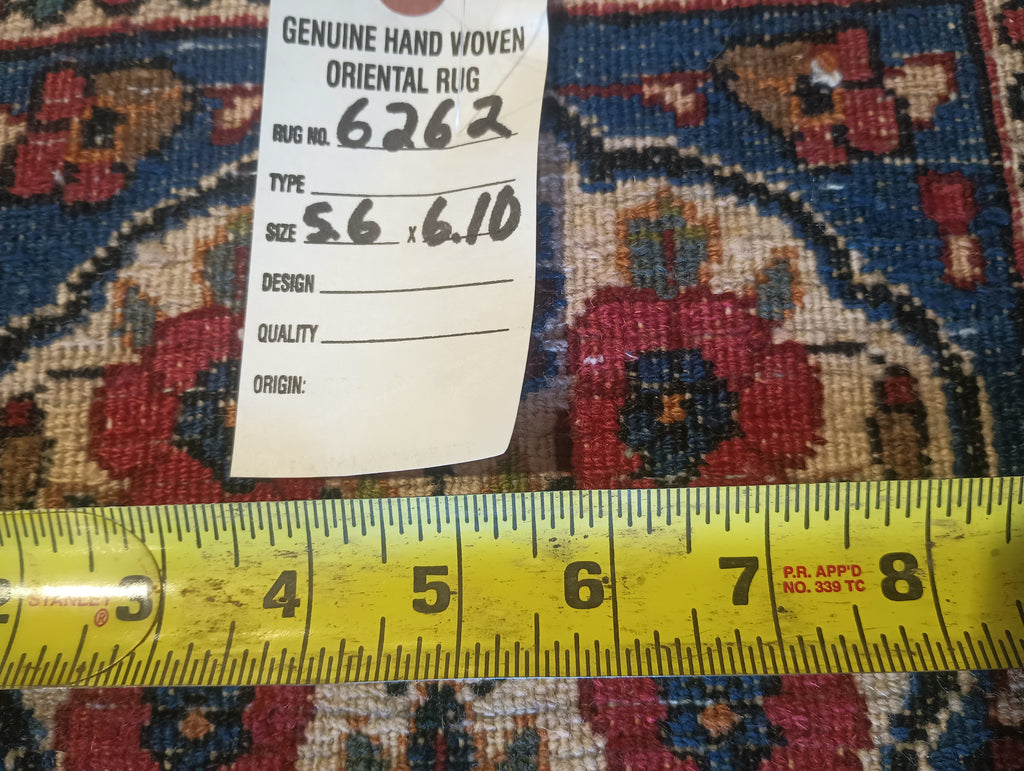 GENUINE HAND WOVEN
ORIENTAL RUG
RUG NO. 6262
TYPE
SIZE 5.6 x 6.10
DESIGN
QUALITY
ORIGIN:
2 3 4 5 6 7 8
STANLEY ®
P.R. APP'D
NO. 339 TC